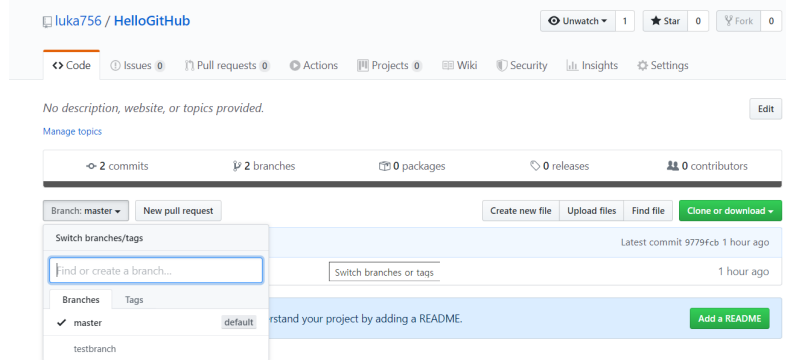 luka756 / HelloGitHub
Unwatch 1 Star 0 Fork 0
Code Issues 0 Pull requests 0 Actions Projects 0 Wiki Security Insights Settings
No description, website, or topics provided. Edit
Manage topics
2 commits 2 branches 0 packages 0 releases 0 contributors
Branch: master New pull request Create new file Upload files Find file Clone or download
Switch branches/tags
Latest commit 9779fcb 1 hour ago
Find or create a branch...
Switch branches or tags
1 hour ago
Branches Tags
master default
rstand your project by adding a README. Add a README
testbranch